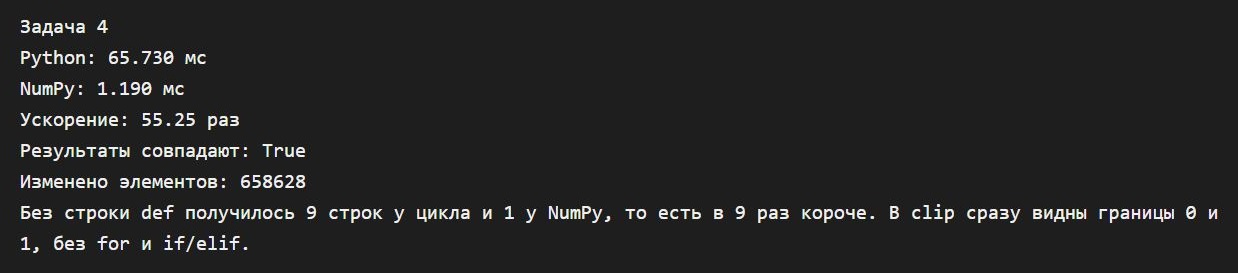 Задача 4
Python: 65.730 мс
NumPy: 1.190 мс
Ускорение: 55.25 раз
Результаты совпадают: True
Изменено элементов: 658628
Без строки def получилось 9 строк у цикла и 1 у NumPy, то есть в 9 раз короче. В clip сразу видны границы 0 и
1, без for и if/elif.